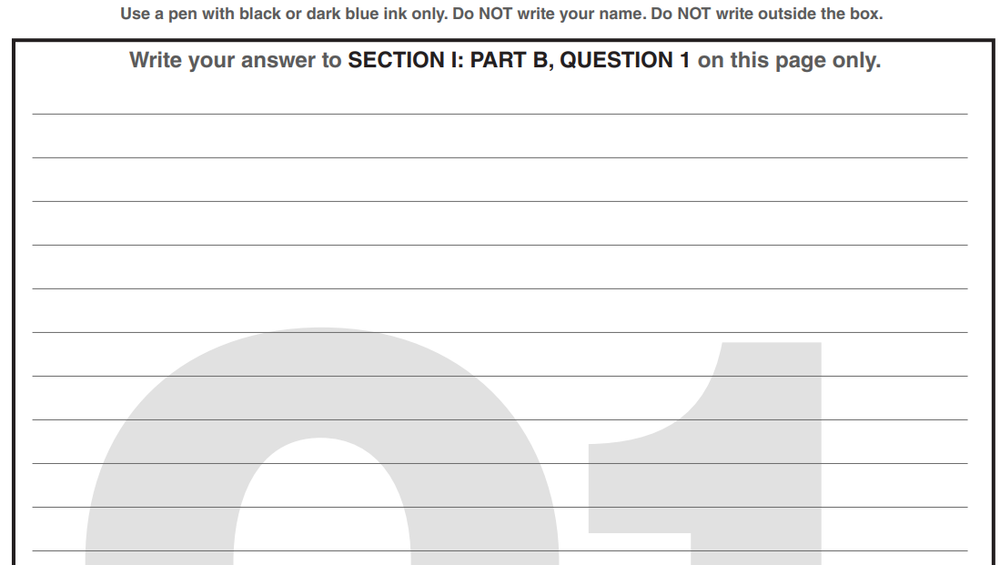 Use a pen with black or dark blue ink only. Do NOT write your name. Do NOT write outside the box.
Write your answer to SECTION I: PART B, QUESTION 1 on this page only.
Q1